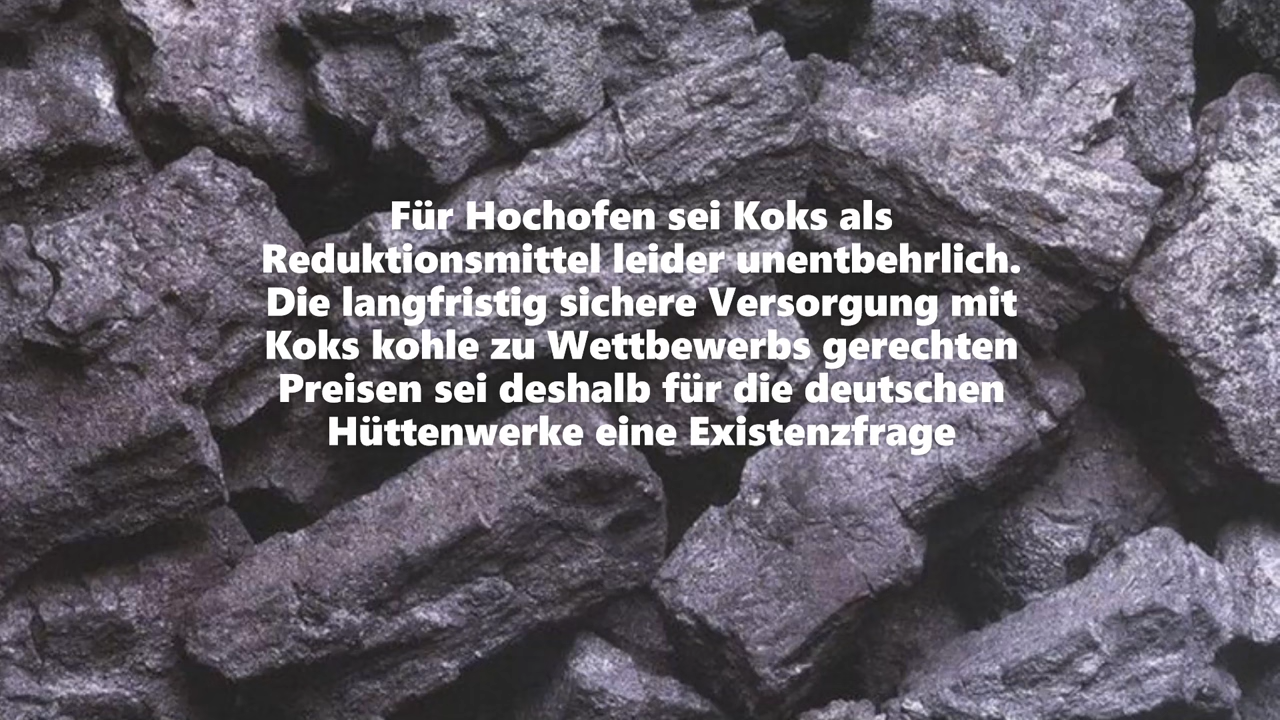 Für Hochofen sei Koks als
Reduktionsmittel leider unentbehrlich.
Die langfristig sichere Versorgung mit
Koks kohle zu Wettbewerbs gerechten
Preisen sei deshalb für die deutschen
Hüttenwerke eine Existenzfrage